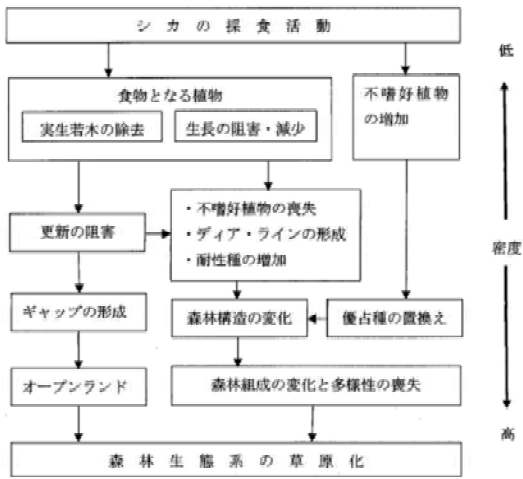 シカの採食活動
低
食物となる植物
実生若木の除去
生長の阻害・減少
不嗜好植物
の増加
・不嗜好植物の喪失
・ディア・ラインの形成
・耐性種の増加
更新の阻害
密度
ギャップの形成
森林構造の変化
優占種の置換え
オープンランド
森林組成の変化と多様性の喪失
高
森林生態系の草原化